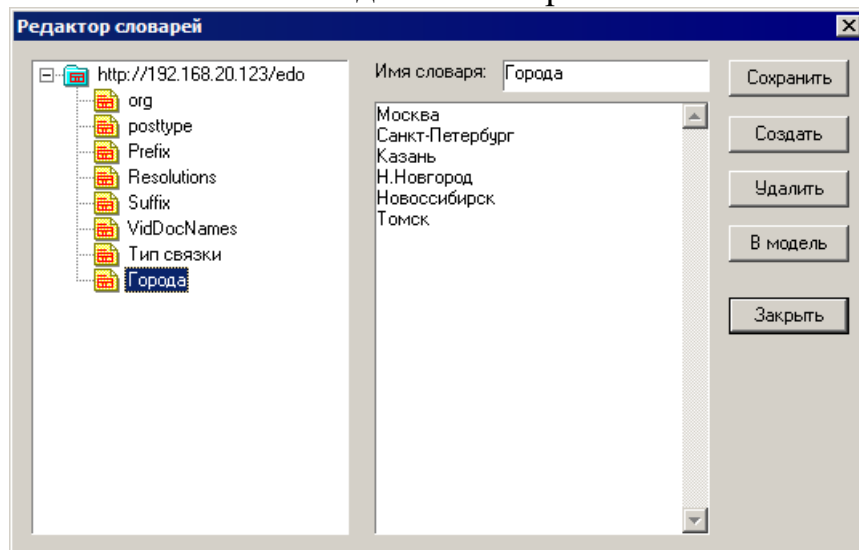 Редактор словарей
http://192.168.20.123/edo
org
posttype
Prefix
Resolutions
Suffix
VidDocNames
Тип связки
Города
Имя словаря: Города
Москва
Санкт-Петербург
Казань
Н.Новгород
Новоссибирск
Томск
Сохранить
Создать
Удалить
В модель
Закрыть